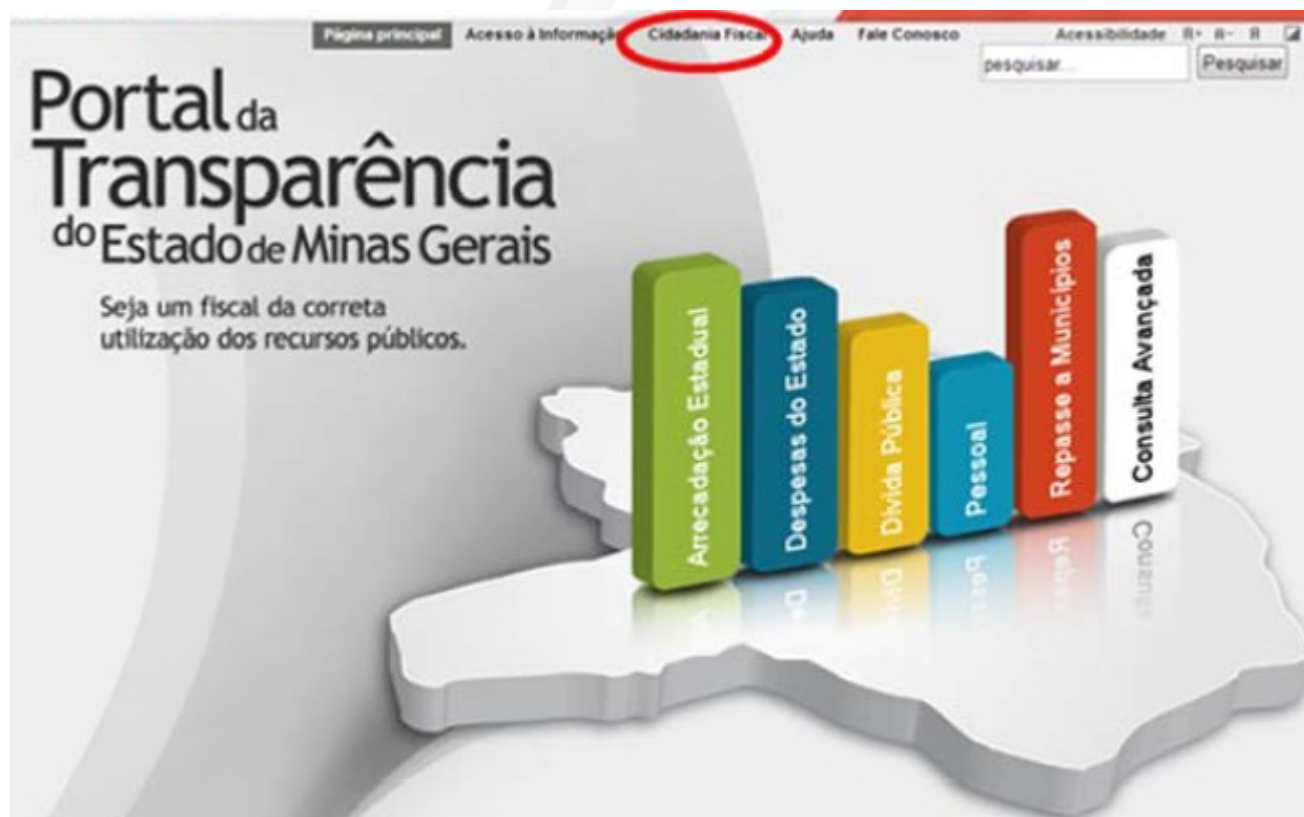 Página principal Acesso à Informação Cidadania Fiscal Ajuda Fale Conosco Acessibilidade A+ A- A
pesquisar... Pesquisar
Portal da
Transparência
do Estado de Minas Gerais
Seja um fiscal da correta
utilização dos recursos públicos.
Arrecadação Estadual
Despesas do Estado
Dívida Pública
Pessoal
Repasse a Municípios
Consulta Avançada